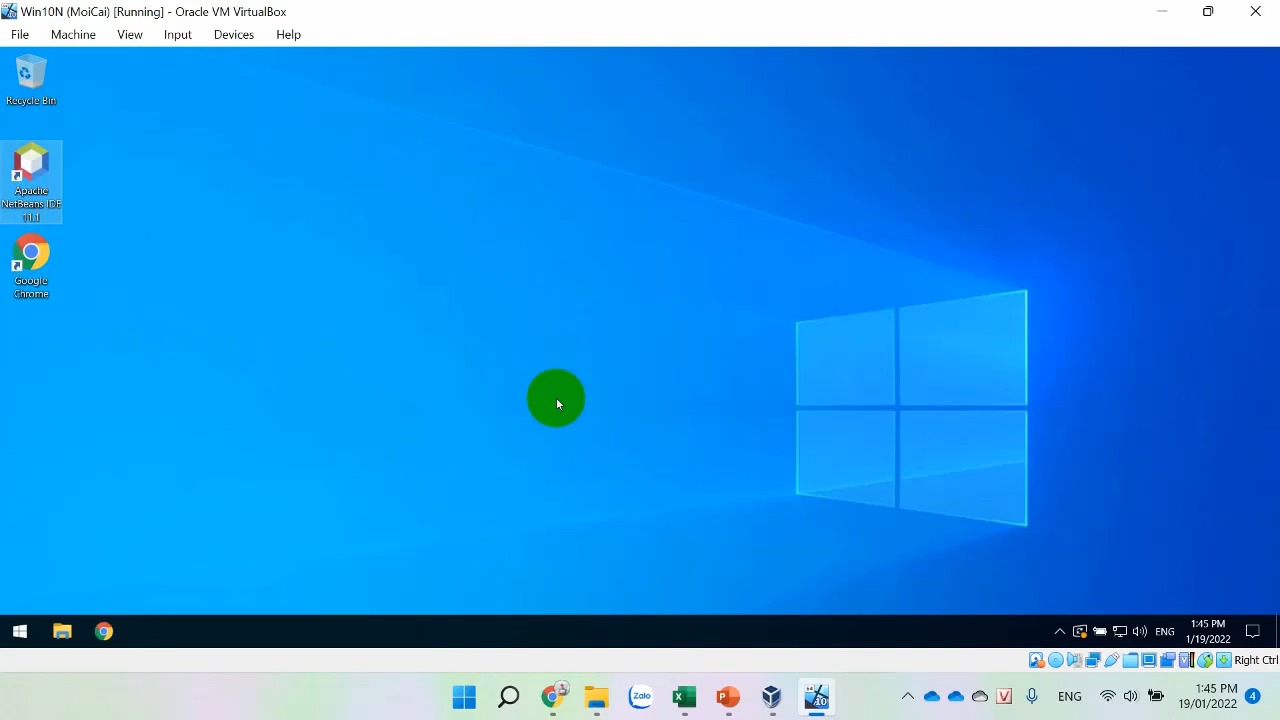 Win10N (MoiCai) [Running] - Oracle VM VirtualBox
File Machine View Input Devices Help
Recycle Bin
Apache
NetBeans IDE
11.1
Google
Chrome
ENG
1:45 PM
1/19/2022
Right Ctrl
Zalo
10
V
ENG
1:45 PM
19/01/2022
4